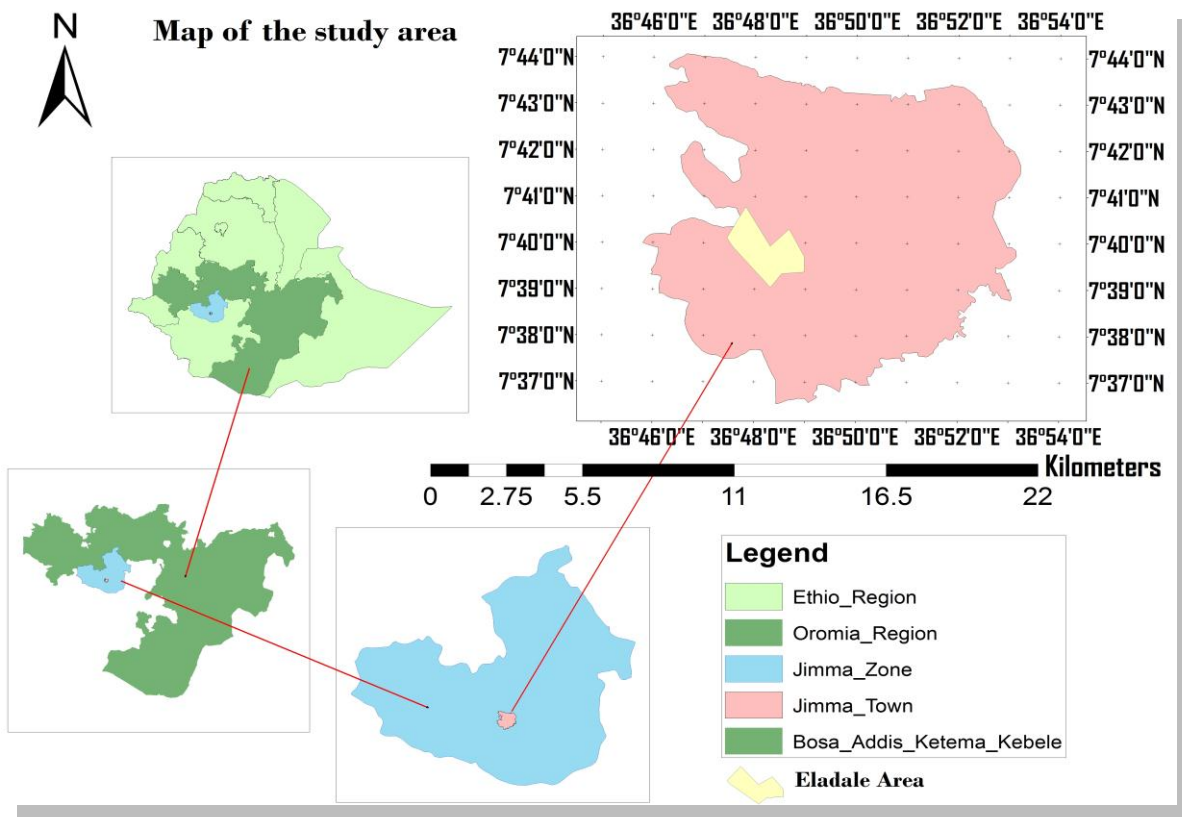 N
Map of the study area
36°46'0"E 36°48'0"E 36°50'0"E 36°52'0"E 36°54'0"E
7°44'0"N 7°44'0"N
7°43'0"N 7°43'0"N
7°42'0"N 7°42'0"N
7°41'0"N 7°41'0"N
7°40'0"N 7°40'0"N
7°39'0"N 7°39'0"N
7°38'0"N 7°38'0"N
7°37'0"N 7°37'0"N
36°46'0"E 36°48'0"E 36°50'0"E 36°52'0"E 36°54'0"E
Kilometers
0 2.75 5.5 11 16.5 22
Legend
Ethio_Region
Oromia_Region
Jimma_Zone
Jimma_Town
Bosa_Addis_Ketema_Kebele
Eladale Area